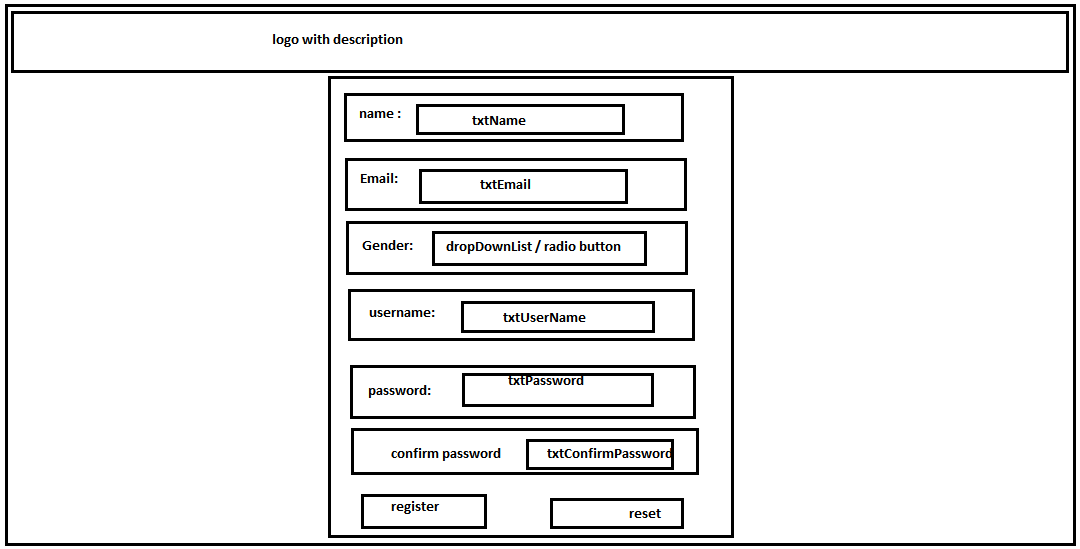 logo with description
name : txtName
Email: txtEmail
Gender: dropDownList / radio button
username: txtUserName
password: txtPassword
confirm password txtConfirmPassword
register reset